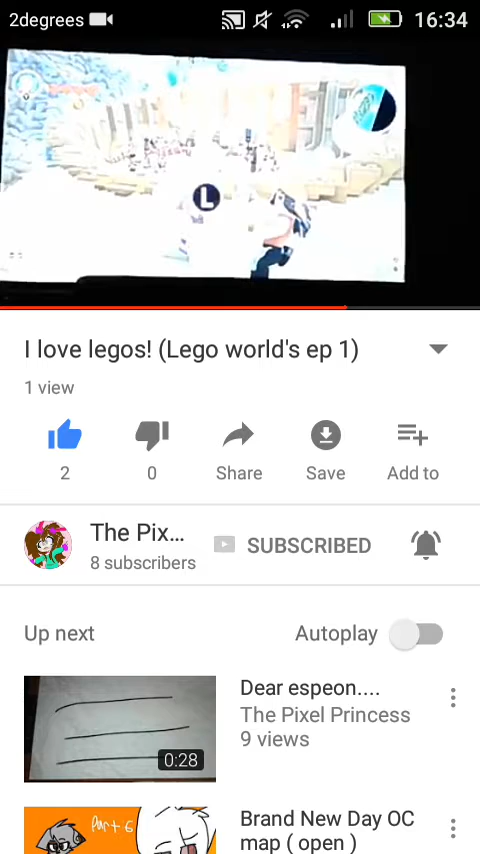 2degrees
16:34
L
I love legos! (Lego world's ep 1)
1 view
2
0
Share
Save
Add to
The Pix...
8 subscribers
SUBSCRIBED
Up next
Autoplay
0:28
Dear espeon....
The Pixel Princess
9 views
Part 6
Brand New Day OC
map ( open )